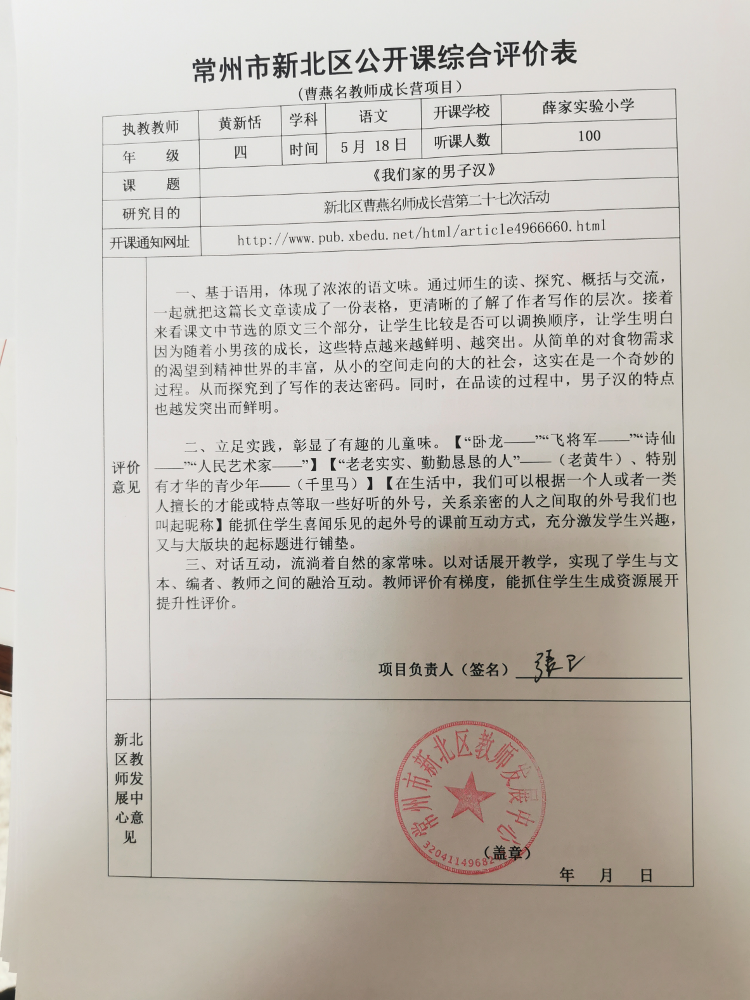 常州市新北区公开课综合评价表
（曹燕名教师成长营项目）
执教教师 黄新恬 学科 语文 开课学校 薛家实验小学
年 级 四 时间 5月 18日 听课人数 100
课 题 《我们家的男子汉》
研究目的 新北区曹燕名师成长营第二十七次活动
开课通知网址 http://www.pub.xbedu.net/html/article4966660.html
评价
意见
一、基于语用，体现了浓浓的语文味。通过师生的读、探究、概括与交流，
一起就把这篇长文章读成了一份表格，更清晰的了解了作者写作的层次。接着
来看课文中节选的原文三个部分，让学生比较是否可以调换顺序，让学生明白
因为随着小男孩的成长，这些特点越来越鲜明、越突出。从简单的对食物需求
的渴望到精神世界的丰富，从小的空间走向的大的社会，这实在是一个奇妙的
过程。从而探究到了写作的表达密码。同时，在品读的过程中，男子汉的特点
也越发突出而鲜明。
二、立足实践，彰显了有趣的儿童味。【“卧龙——”“飞将军——”“诗仙
——”“人民艺术家——”】【“老老实实、勤勤恳恳的人”——（老黄牛）、特别
有才华的青少年——（千里马）】【在生活中，我们可以根据一个人或者一类
人擅长的才能或特点等取一些好听的外号，关系亲密的人之间取的外号我们也
叫起昵称】能抓住学生喜闻乐见的起外号的课前互动方式，充分激发学生兴趣，
又与大版块的起标题进行铺垫。
三、对话互动，流淌着自然的家常味。以对话展开教学，实现了学生与文
本、编者、教师之间的融洽互动。教师评价有梯度，能抓住学生生成资源展开
提升性评价。
项目负责人（签名）
新北
区教
师发
展中
心意
见
常州市新北区教师发展中心
（盖章）
年 月 日